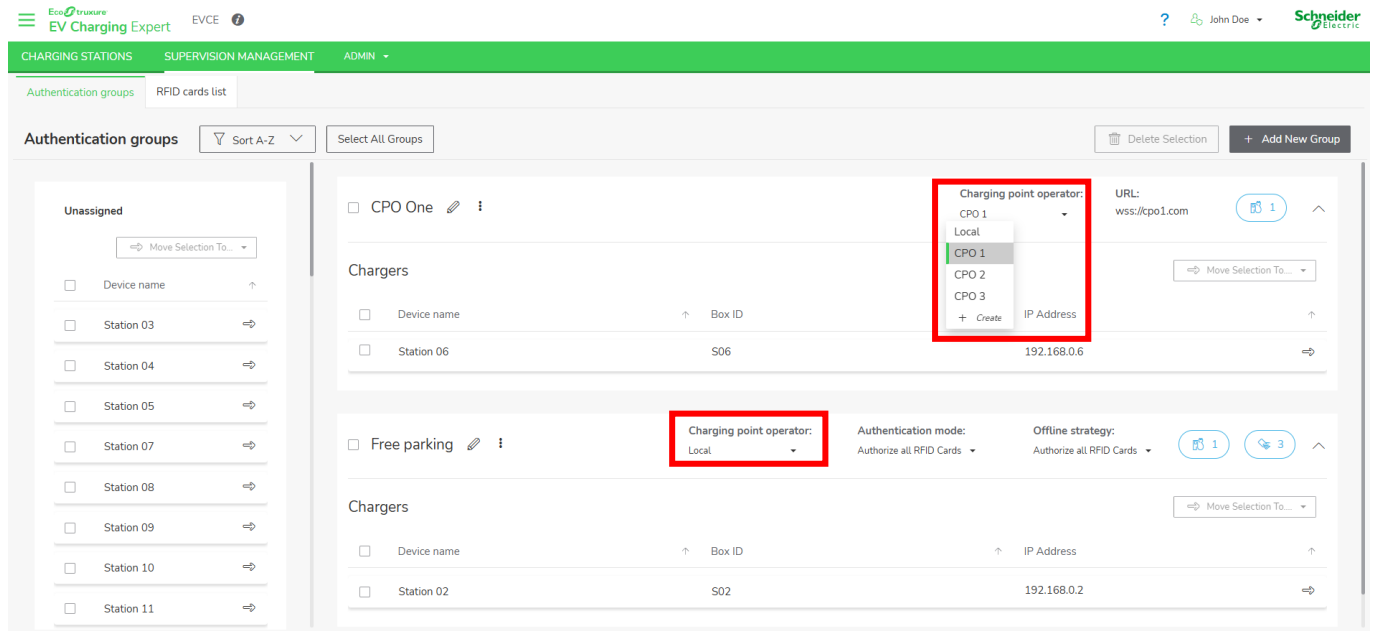 EcoStruxure
EV Charging Expert
EVCE
?
John Doe
Schneider
Electric
CHARGING STATIONS
SUPERVISION MANAGEMENT
ADMIN
Authentication groups
RFID cards list
Authentication groups
Sort A-Z
Select All Groups
Delete Selection
+ Add New Group
Unassigned
Move Selection To...
Device name
Station 03
Station 04
Station 05
Station 07
Station 08
Station 09
Station 10
Station 11
CPO One
Charging point operator:
CPO 1
Local
CPO 1
CPO 2
CPO 3
+ Create
URL:
wss://cpo1.com
1
Chargers
Move Selection To...
Device name
Box ID
IP Address
Station 06
S06
192.168.0.6
Free parking
Charging point operator:
Local
Authentication mode:
Authorize all RFID Cards
Offline strategy:
Authorize all RFID Cards
1
3
Chargers
Move Selection To...
Device name
Box ID
IP Address
Station 02
S02
192.168.0.2